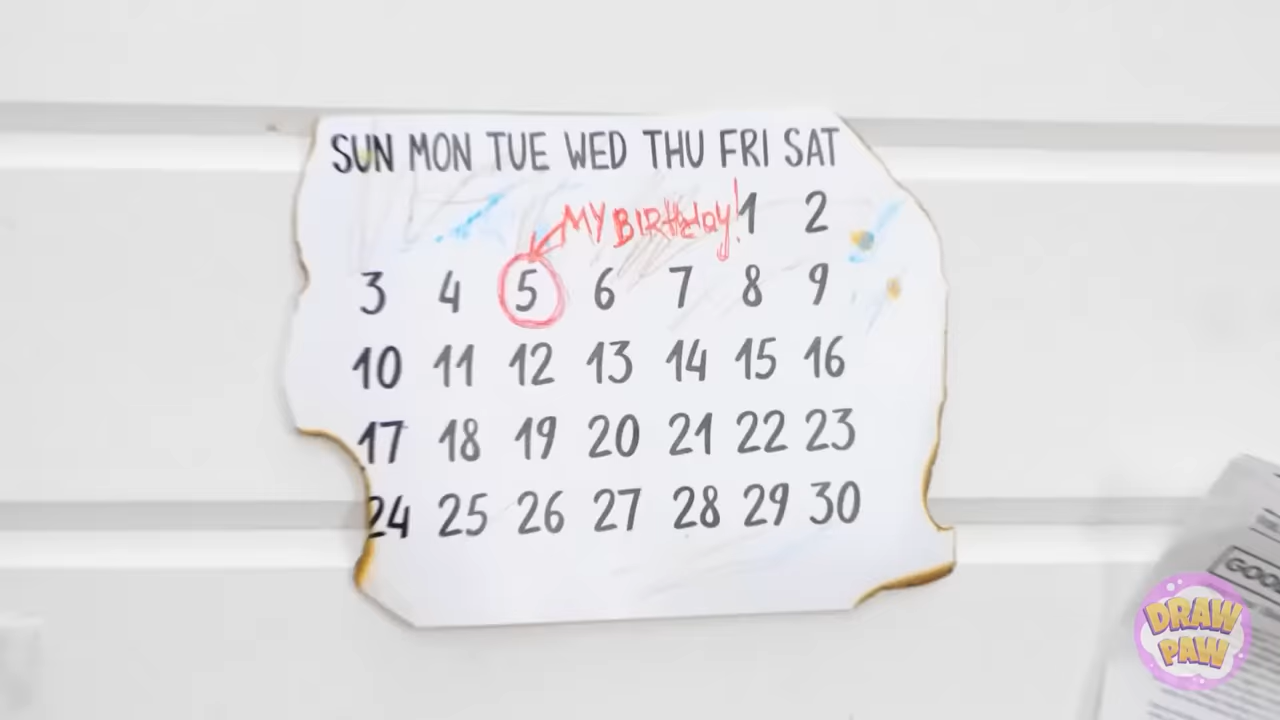 SUN MON TUE WED THU FRI SAT
MY BIRthday! 1 2
3 4 5 6 7 8 9
10 11 12 13 14 15 16
17 18 19 20 21 22 23
24 25 26 27 28 29 30
DRAW
PAW